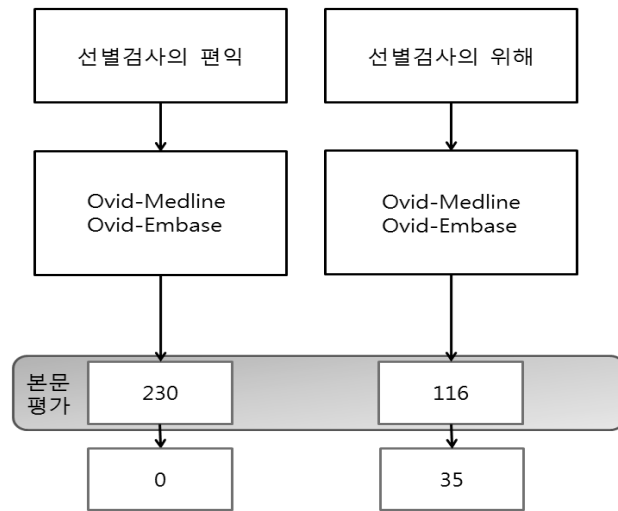 선별검사의 편익
선별검사의 위해
Ovid-Medline
Ovid-Embase
Ovid-Medline
Ovid-Embase
본문
평가
230
116
0
35